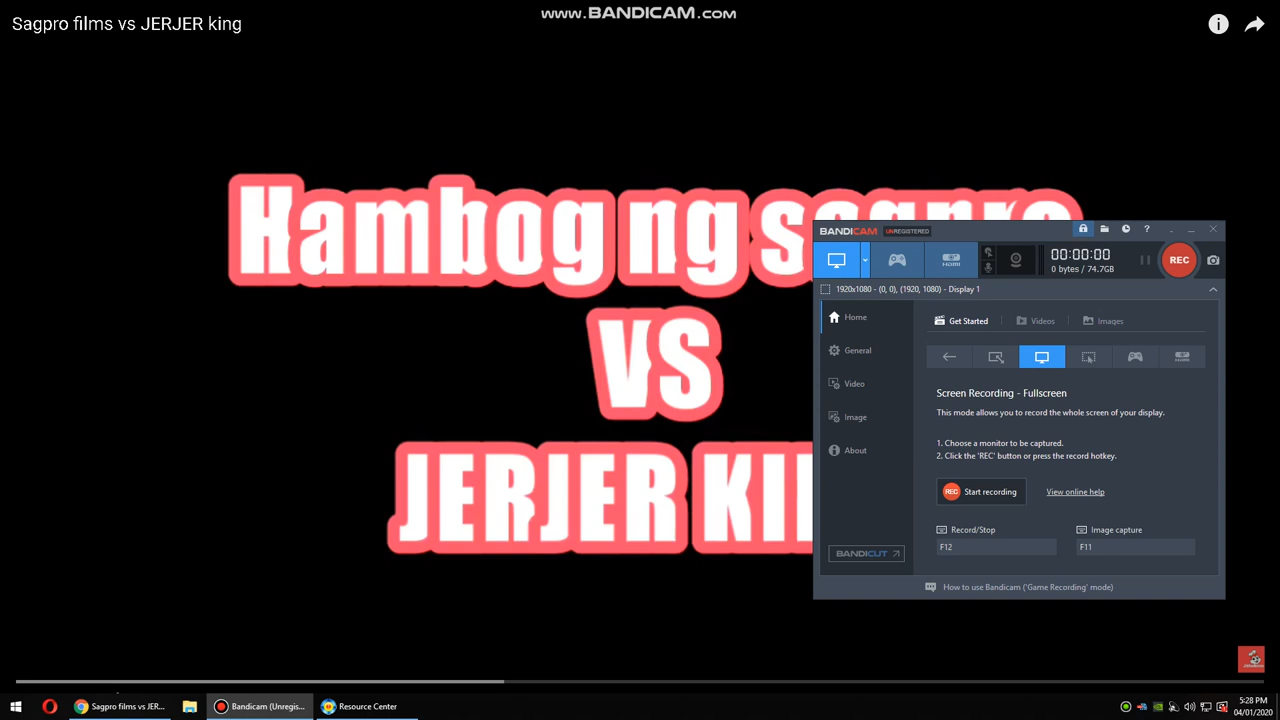 www.BANDICAM.com
Sagpro films vs JERJER king
Hambog ng sagpro
VS
JERJER KI
BANDICAM UNREGISTERED
HDMI
00:00:00
0 bytes / 74.7GB
REC
1920x1080 - (0, 0), (1920, 1080) - Display 1
Home
General
Video
Image
About
BANDICUT
Get Started
Videos
Images
Screen Recording - Fullscreen
This mode allows you to record the whole screen of your display.
1. Choose a monitor to be captured.
2. Click the 'REC' button or press the record hotkey.
REC Start recording
View online help
Record/Stop
Image capture
F12
F11
How to use Bandicam ('Game Recording' mode)
Sagpro films vs JER...
Bandicam (Unregis...
Resource Center
5:28 PM
04/01/2020